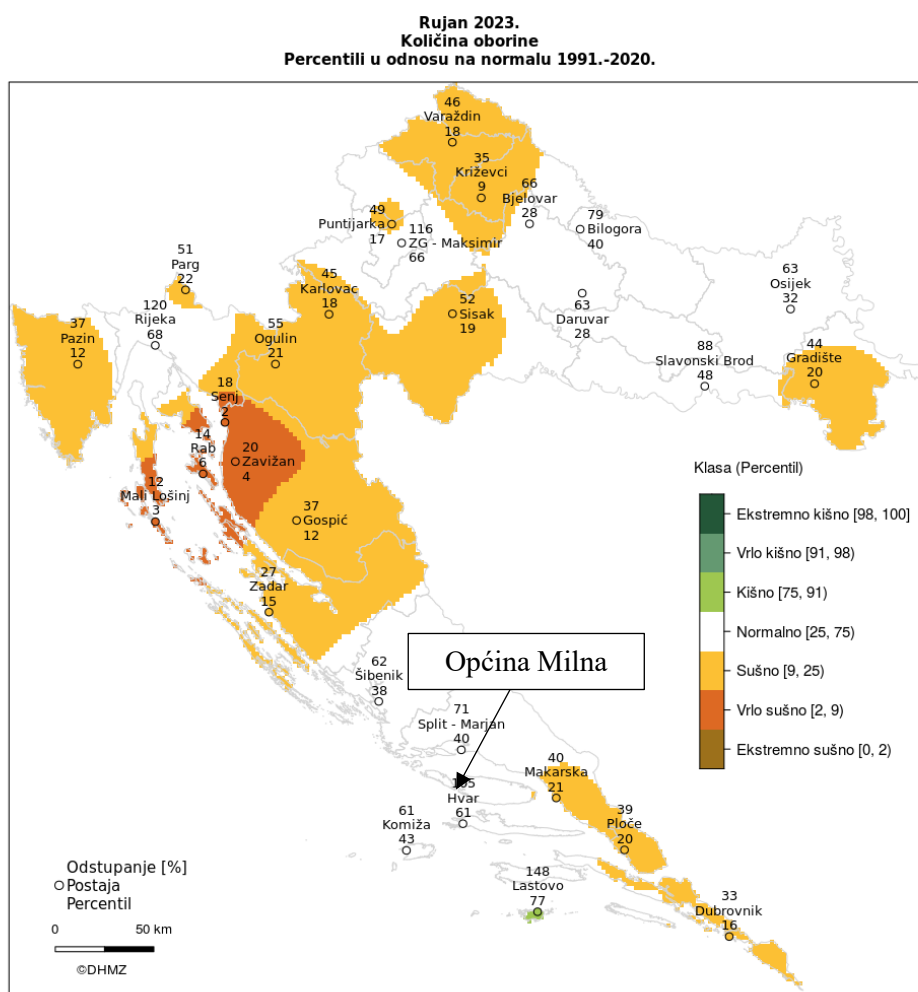 Rujan 2023.
Količina oborine
Percentili u odnosu na normalu 1991.-2020.
46
Varaždin
18
35
Križevci
9
66
Bjelovar
28
79
Bilogora
40
49
Puntijarka
17
116
ZG - Maksimir
66
51
Parg
22
45
Karlovac
18
63
Osijek
32
120
Rijeka
68
52
Sisak
19
63
Daruvar
28
37
Pazin
12
55
Ogulin
21
88
Slavonski Brod
48
44
Gradište
20
18
Senj
2
14
Rab
6
20
Zavižan
4
12
Mali Lošinj
3
37
Gospić
12
27
Zadar
15
Klasa (Percentil)
Ekstremno kišno [98, 100]
Vrlo kišno [91, 98)
Kišno [75, 91)
Normalno [25, 75)
Sušno [9, 25)
Vrlo sušno [2, 9)
Ekstremno sušno [0, 2)
Općina Milna
62
Šibenik
38
71
Split - Marjan
40
40
Makarska
21
Hvar
61
61
Komiža
43
39
Ploče
20
148
Lastovo
77
33
Dubrovnik
16
Odstupanje [%]
Postaja
Percentil
0 50 km
©DHMZ